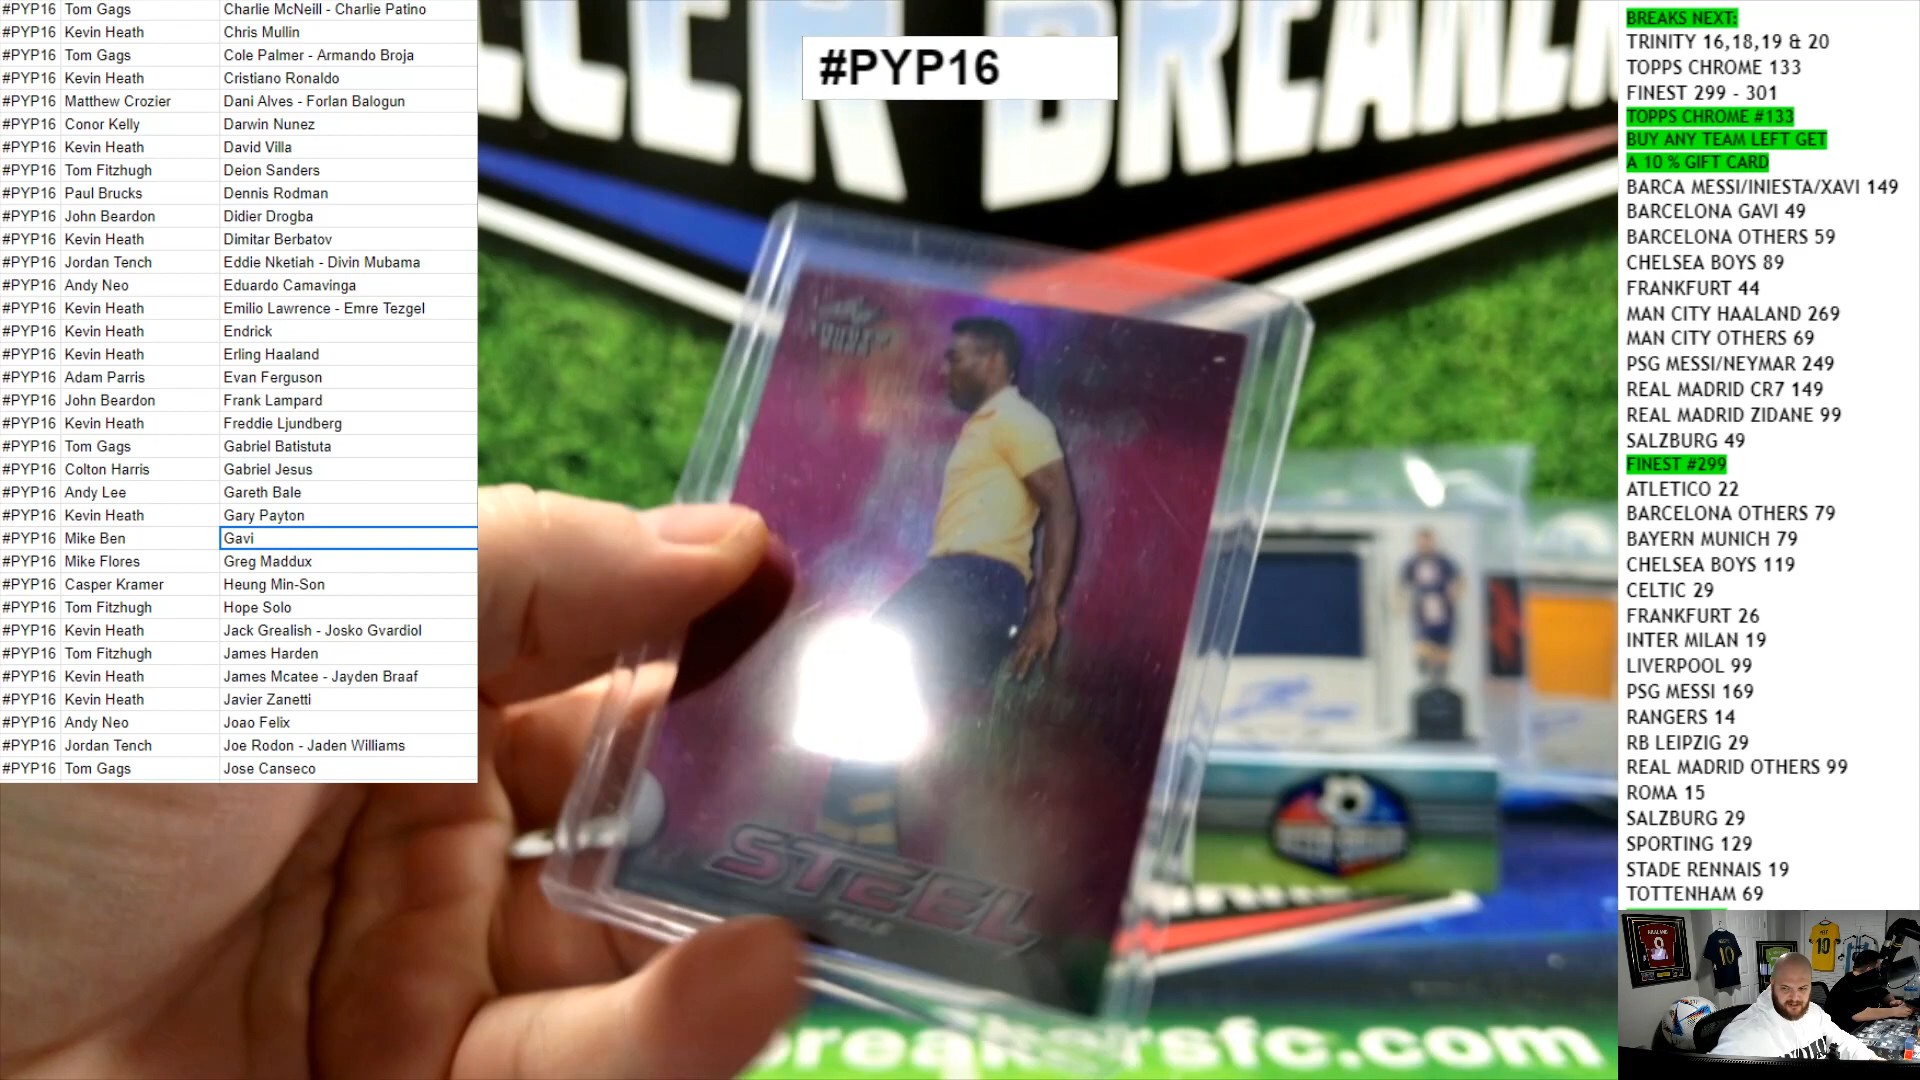 #PYP16 Tom Gags Charlie McNeill - Charlie Patino
#PYP16 Kevin Heath Chris Mullin
#PYP16 Tom Gags Cole Palmer - Armando Broja
#PYP16 Kevin Heath Cristiano Ronaldo
#PYP16 Matthew Crozier Dani Alves - Forlan Balogun
#PYP16 Conor Kelly Darwin Nunez
#PYP16 Kevin Heath David Villa
#PYP16 Tom Fitzhugh Deion Sanders
#PYP16 Paul Brucks Dennis Rodman
#PYP16 John Beardon Didier Drogba
#PYP16 Kevin Heath Dimitar Berbatov
#PYP16 Jordan Tench Eddie Nketiah - Divin Mubama
#PYP16 Andy Neo Eduardo Camavinga
#PYP16 Kevin Heath Emilio Lawrence - Emre Tezgel
#PYP16 Kevin Heath Endrick
#PYP16 Kevin Heath Erling Haaland
#PYP16 Adam Parris Evan Ferguson
#PYP16 John Beardon Frank Lampard
#PYP16 Kevin Heath Freddie Ljundberg
#PYP16 Tom Gags Gabriel Batistuta
#PYP16 Colton Harris Gabriel Jesus
#PYP16 Andy Lee Gareth Bale
#PYP16 Kevin Heath Gary Payton
#PYP16 Mike Ben Gavi
#PYP16 Mike Flores Greg Maddux
#PYP16 Casper Kramer Heung Min-Son
#PYP16 Tom Fitzhugh Hope Solo
#PYP16 Kevin Heath Jack Grealish - Josko Gvardiol
#PYP16 Tom Fitzhugh James Harden
#PYP16 Kevin Heath James Mcatee - Jayden Braaf
#PYP16 Kevin Heath Javier Zanetti
#PYP16 Andy Neo Joao Felix
#PYP16 Jordan Tench Joe Rodon - Jaden Williams
#PYP16 Tom Gags Jose Canseco
#PYP16
STEEL
PELÉ
breakersfc.com
BREAKS NEXT:
TRINITY 16,18,19 & 20
TOPPS CHROME 133
FINEST 299 - 301
TOPPS CHROME #133
BUY ANY TEAM LEFT GET
A 10 % GIFT CARD
BARCA MESSI/INIESTA/XAVI 149
BARCELONA GAVI 49
BARCELONA OTHERS 59
CHELSEA BOYS 89
FRANKFURT 44
MAN CITY HAALAND 269
MAN CITY OTHERS 69
PSG MESSI/NEYMAR 249
REAL MADRID CR7 149
REAL MADRID ZIDANE 99
SALZBURG 49
FINEST #299
ATLETICO 22
BARCELONA OTHERS 79
BAYERN MUNICH 79
CHELSEA BOYS 119
CELTIC 29
FRANKFURT 26
INTER MILAN 19
LIVERPOOL 99
PSG MESSI 169
RANGERS 14
RB LEIPZIG 29
REAL MADRID OTHERS 99
ROMA 15
SALZBURG 29
SPORTING 129
STADE RENNAIS 19
TOTTENHAM 69
10
10